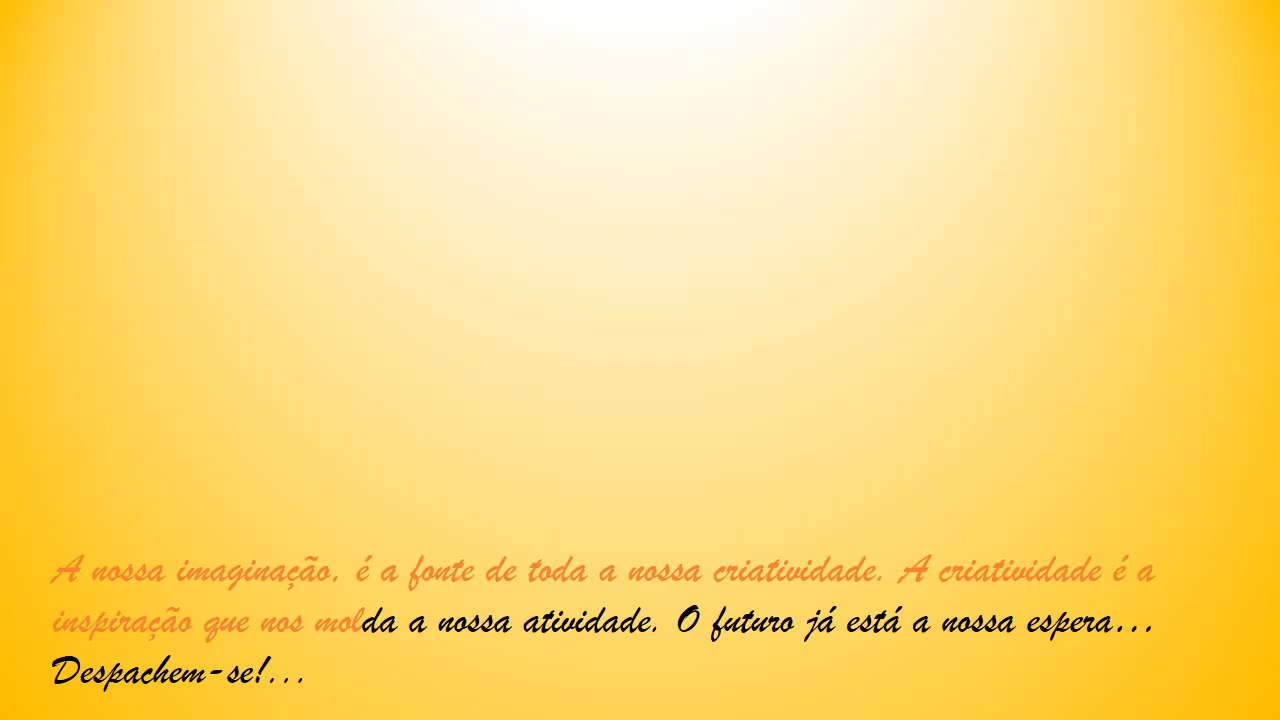 A nossa imaginação, é a fonte de toda a nossa criatividade. A criatividade é a
inspiração que nos molda a nossa atividade. O futuro já está a nossa espera...
Despachem-se!...